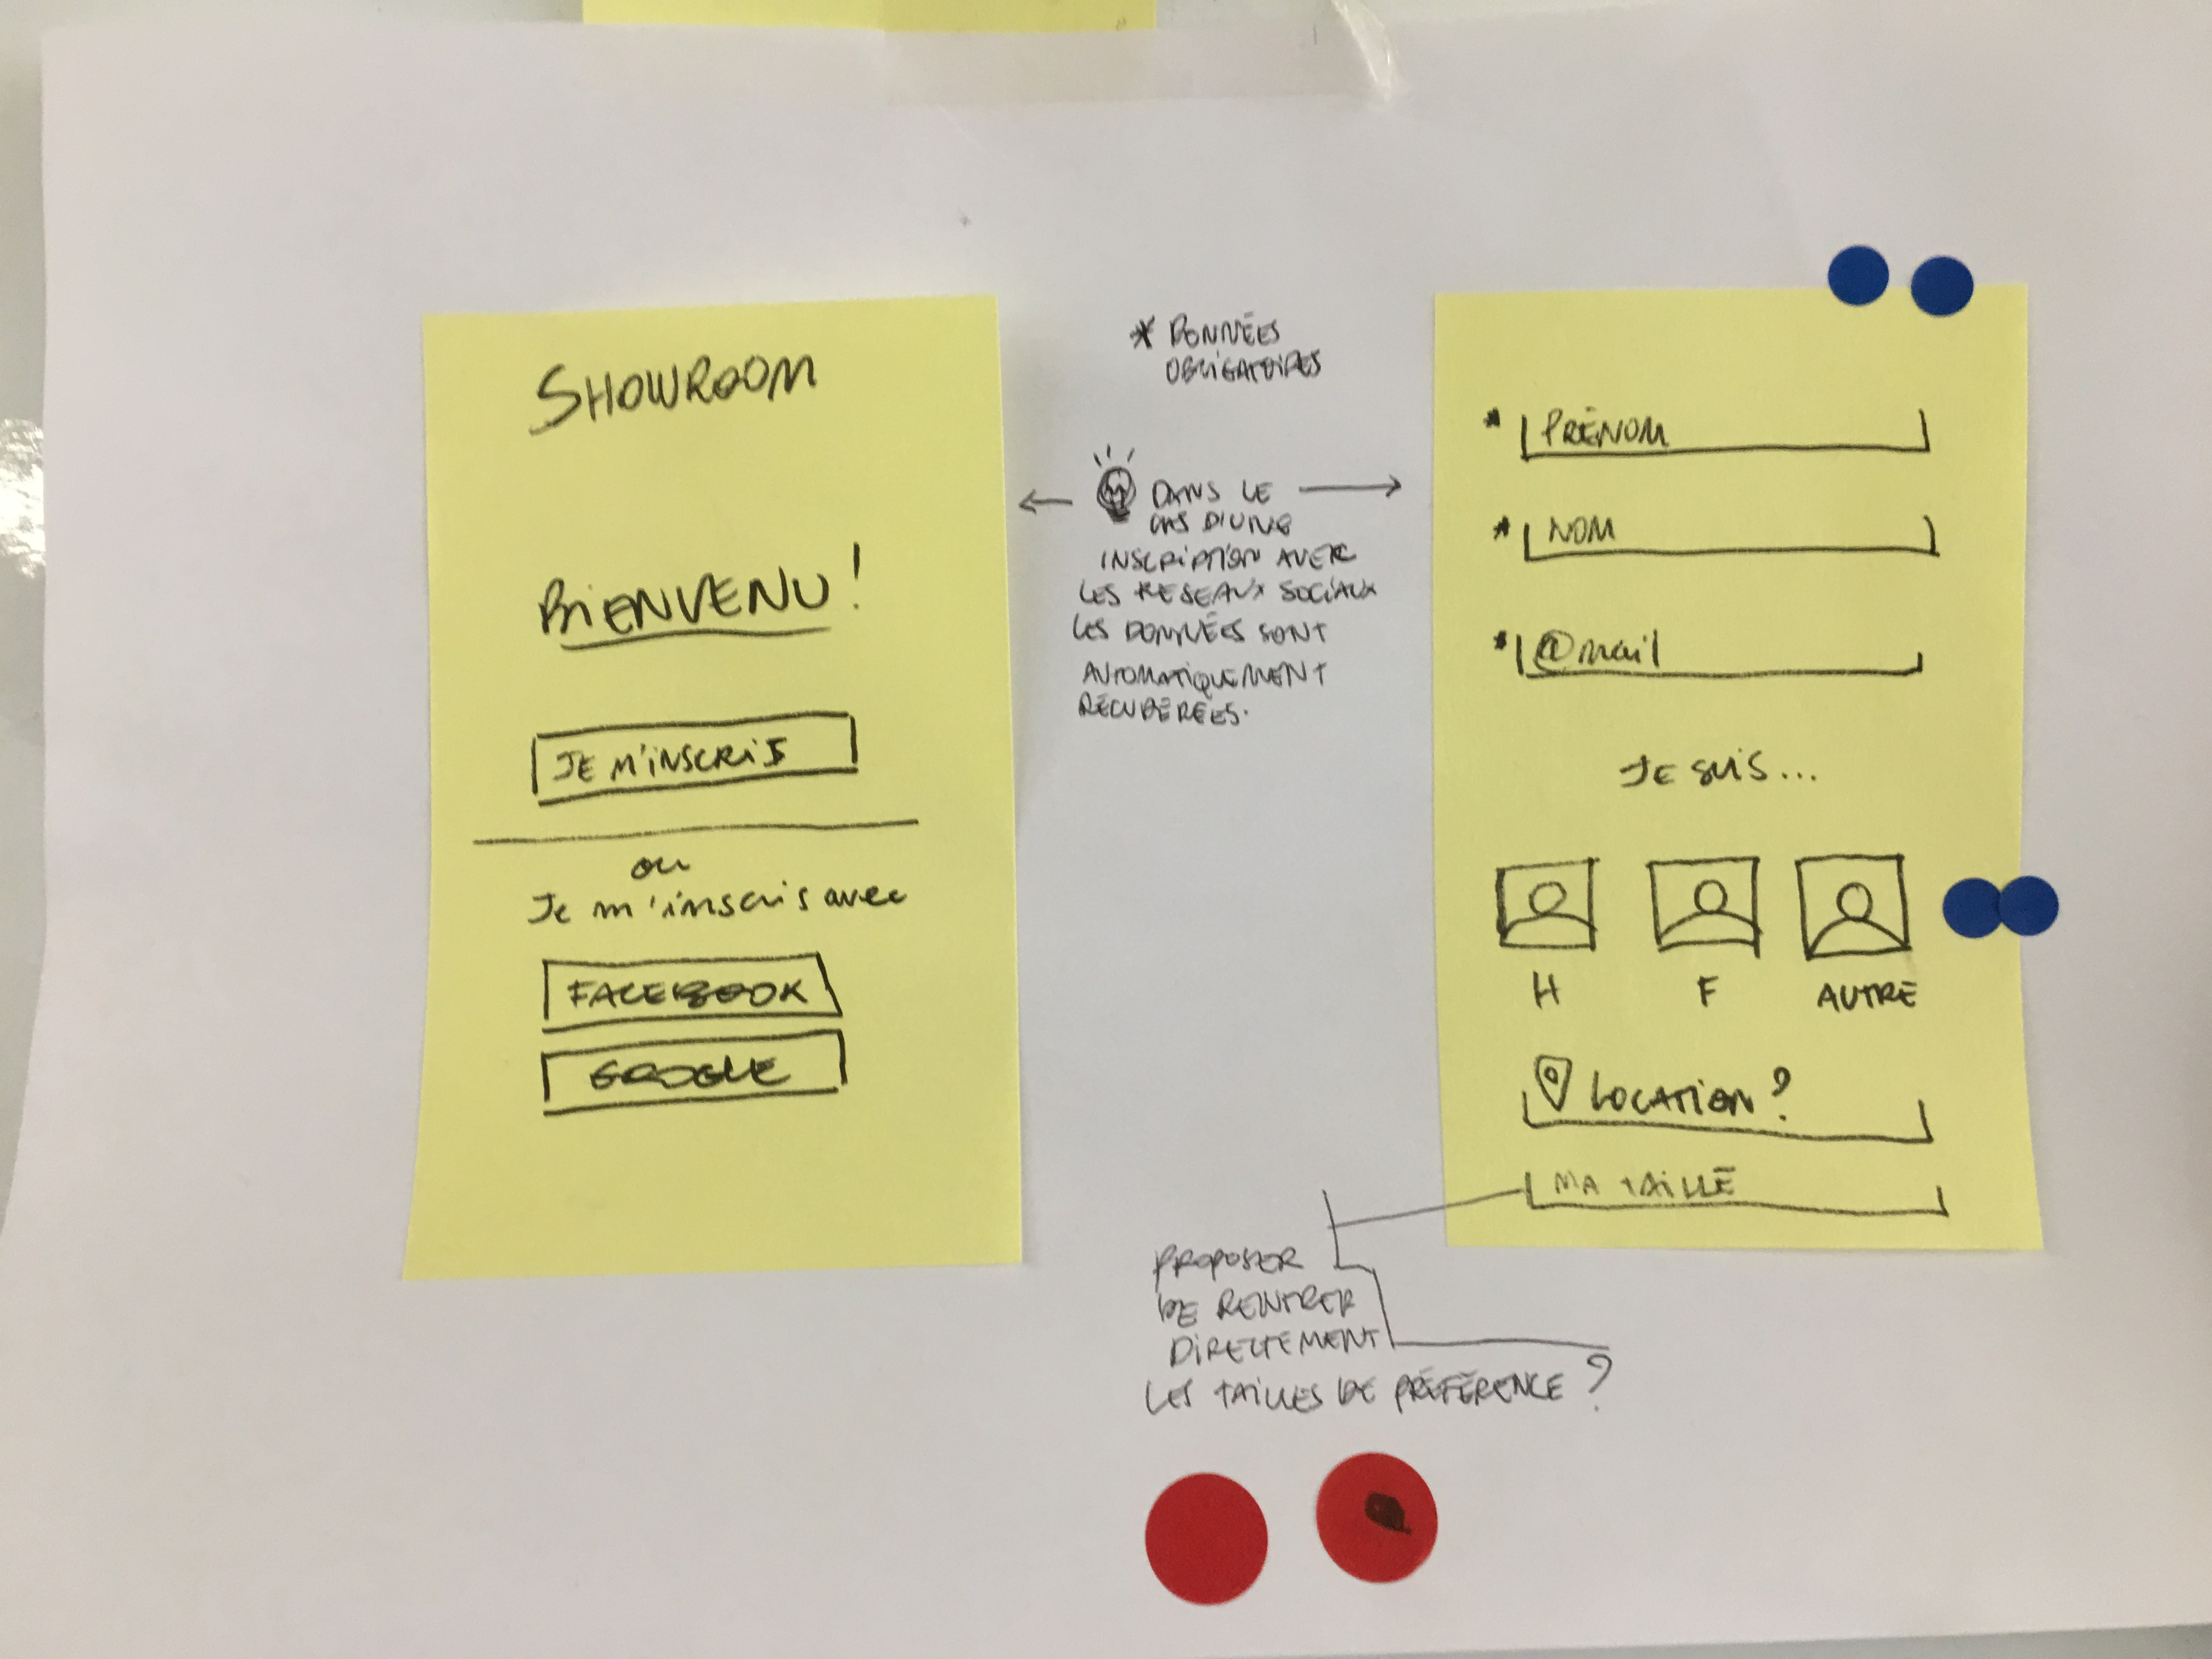 SHOWROOM
BIENVENU !
JE M'INSCRIS
ou
Je m'inscris avec
FACEBOOK
GOOGLE
* DONNÉES
OBLIGATOIRES
DANS LE
CAS D'UNE
INSCRIPTION AVEC
LES RESEAUX SOCIAUX
LES DONNÉES SONT
AUTOMATIQUEMENT
RÉCUPÉRÉES.
* PRÉNOM
* NOM
* @mail
JE SUIS...
H F AUTRE
LOCATION ?
MA TAILLE
PROPOSER
DE RENTRER
DIRECTEMENT
LES TAILLES DE PRÉFÉRENCE ?